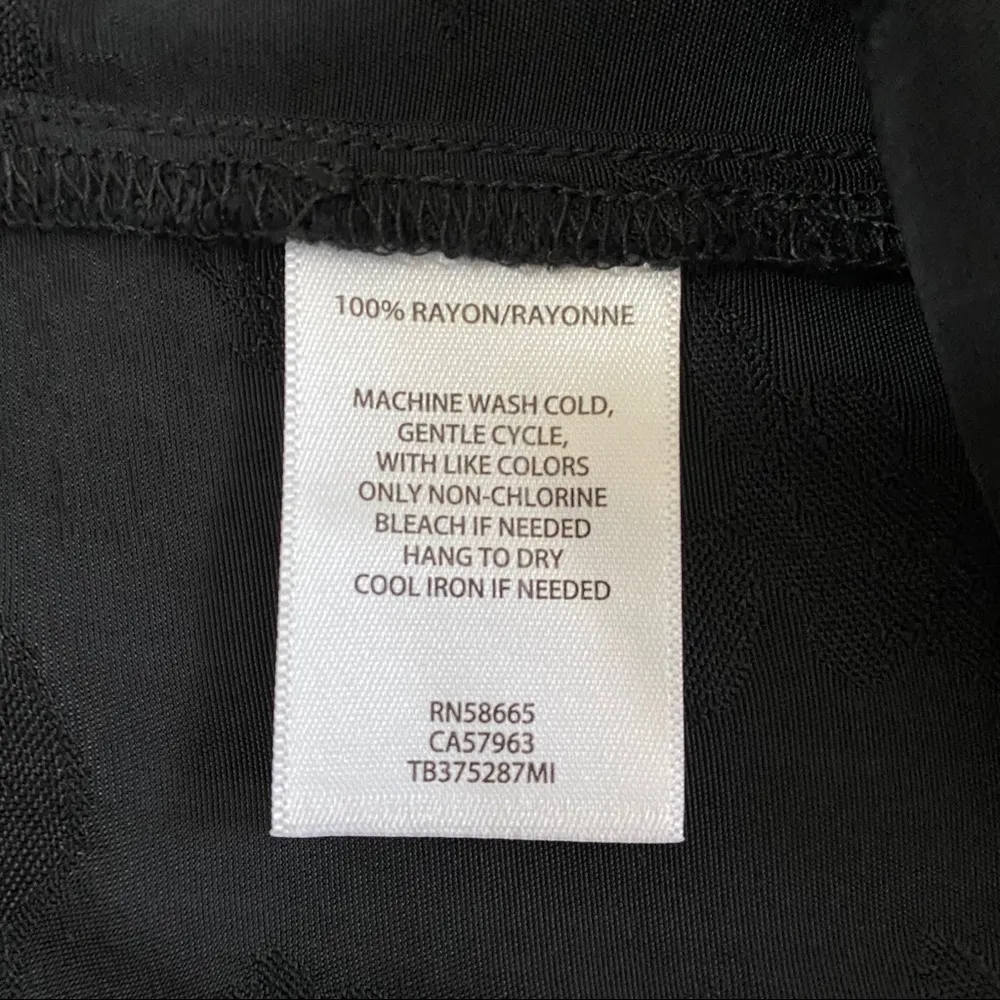 100% RAYON/RAYONNE
MACHINE WASH COLD,
GENTLE CYCLE,
WITH LIKE COLORS
ONLY NON-CHLORINE
BLEACH IF NEEDED
HANG TO DRY
COOL IRON IF NEEDED
RN58665
CA57963
TB375287MI